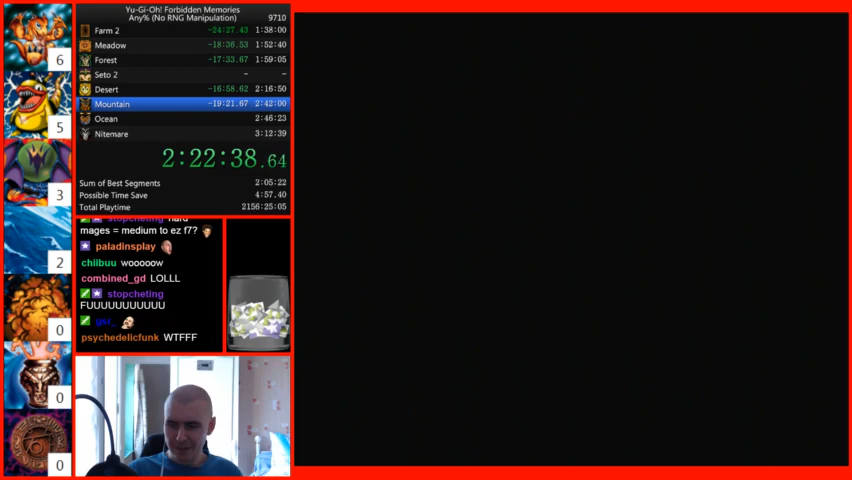 Yu-Gi-Oh! Forbidden Memories
Any% (No RNG Manipulation) 9710
Farm 2 -24:27.43 1:38:00
Meadow -18:36.53 1:52:40
Forest -17:33.67 1:59:05
Seto 2 - -
Desert -16:58.62 2:16:50
Mountain -19:21.67 2:42:00
Ocean 2:46:23
Nitemare 3:12:39
2:22:38.64
Sum of Best Segments 2:05:22
Possible Time Save 4:57.40
Total Playtime 2156:25:05
6
5
3
2
0
0
0
stopcheting hard
mages = medium to ez f7?
paladinsplay
chiibuu wooooow
combined_gd LOLLL
stopcheting
FUUUUUUUUUUU
gsr_
psychedelicfunk WTFFF